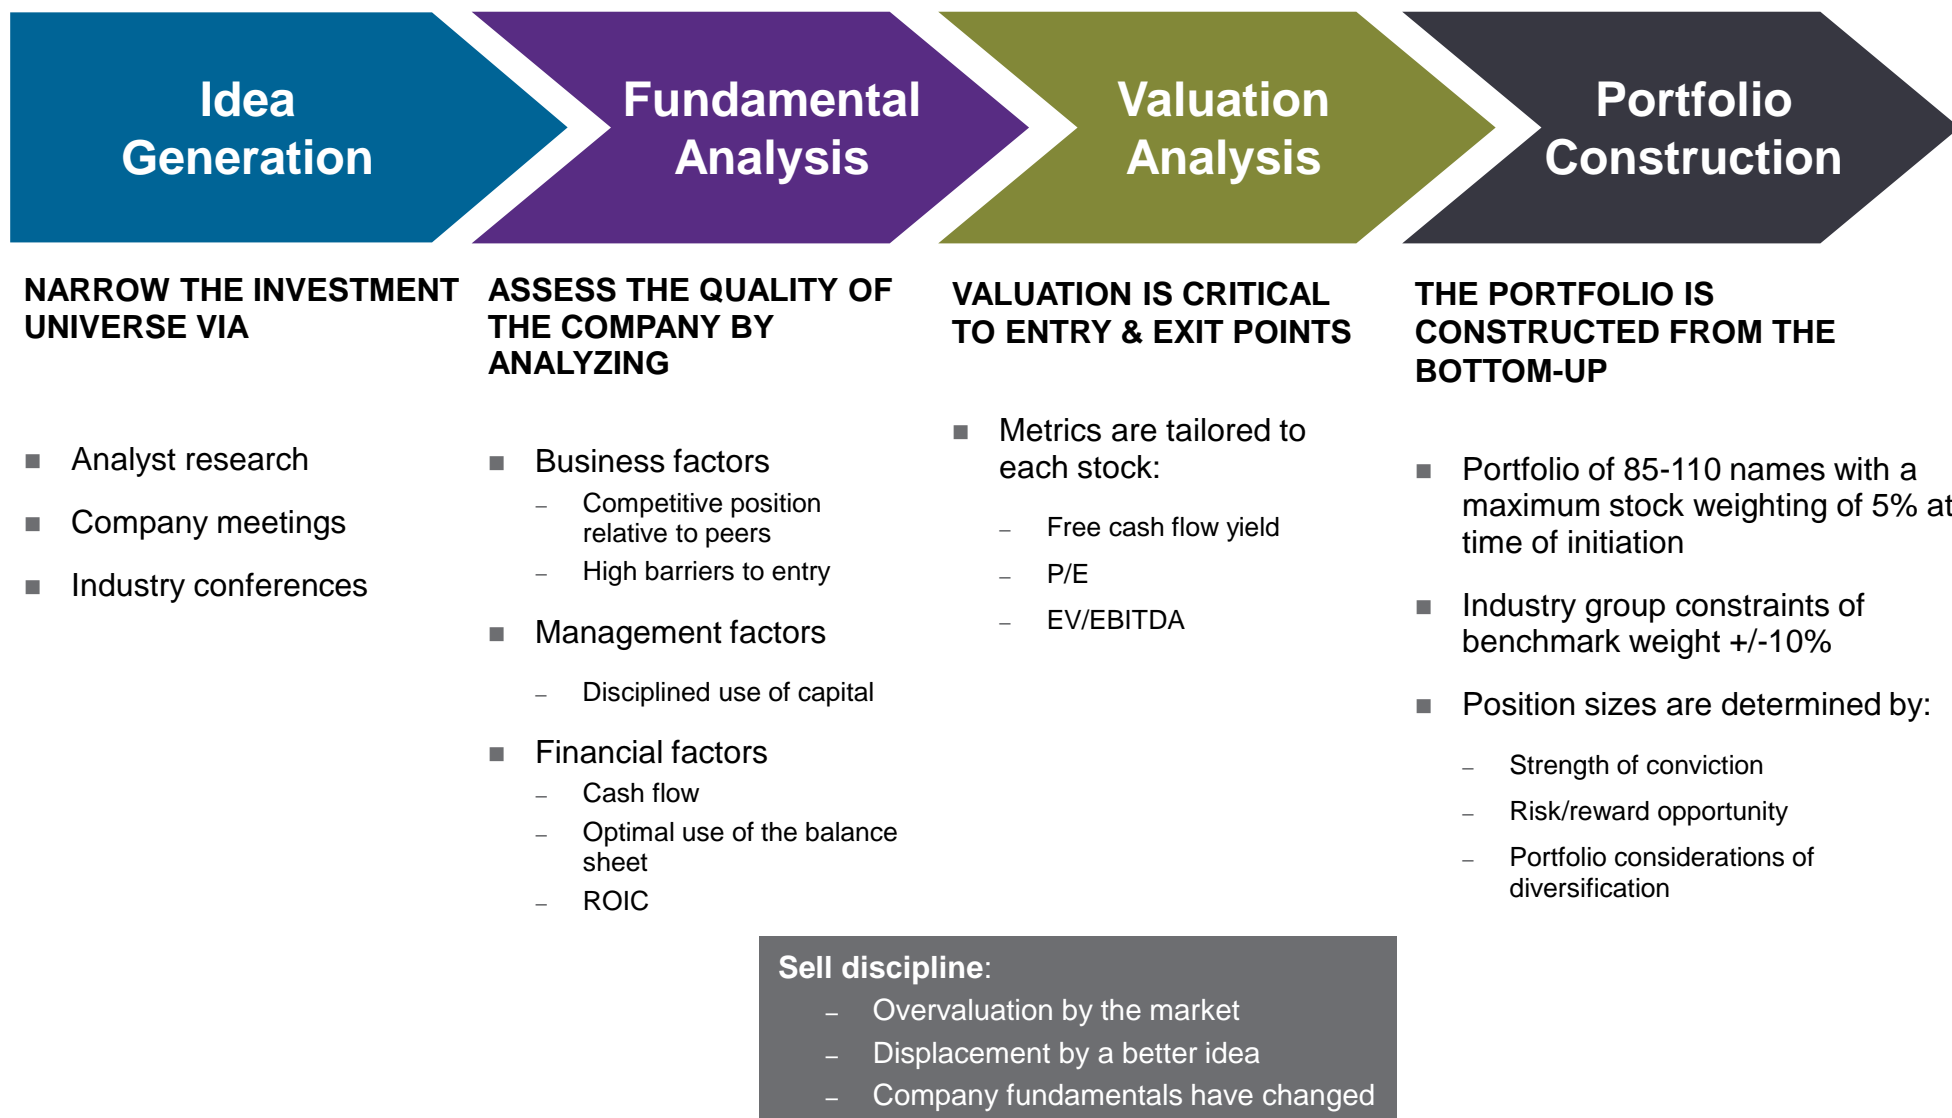 Idea
Generation
Fundamental
Analysis
Valuation
Analysis
Portfolio
Construction
NARROW THE INVESTMENT
UNIVERSE VIA
■ Analyst research
■ Company meetings
■ Industry conferences
ASSESS THE QUALITY OF
THE COMPANY BY
ANALYZING
■ Business factors
– Competitive position
relative to peers
– High barriers to entry
■ Management factors
– Disciplined use of capital
■ Financial factors
– Cash flow
– Optimal use of the balance
sheet
– ROIC
VALUATION IS CRITICAL
TO ENTRY & EXIT POINTS
■ Metrics are tailored to
each stock:
– Free cash flow yield
– P/E
– EV/EBITDA
THE PORTFOLIO IS
CONSTRUCTED FROM THE
BOTTOM-UP
■ Portfolio of 85-110 names with a
maximum stock weighting of 5% at
time of initiation
■ Industry group constraints of
benchmark weight +/-10%
■ Position sizes are determined by:
– Strength of conviction
– Risk/reward opportunity
– Portfolio considerations of
diversification
Sell discipline:
– Overvaluation by the market
– Displacement by a better idea
– Company fundamentals have changed